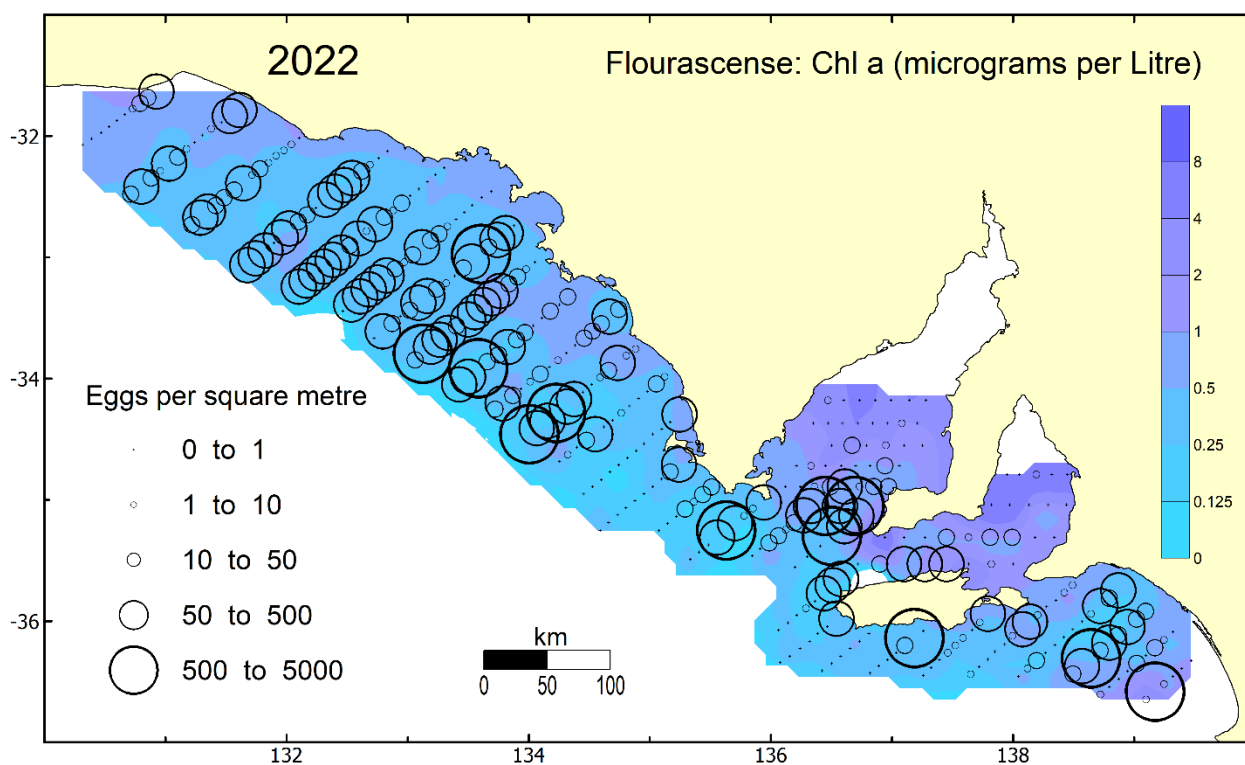 2022
Flourascense: Chl a (micrograms per Litre)
-32
-33
-34
-36
8
4
2
1
0.5
0.25
0.125
0
Eggs per square metre
0 to 1
1 to 10
10 to 50
50 to 500
500 to 5000
km
0 50 100
132 134 136 138